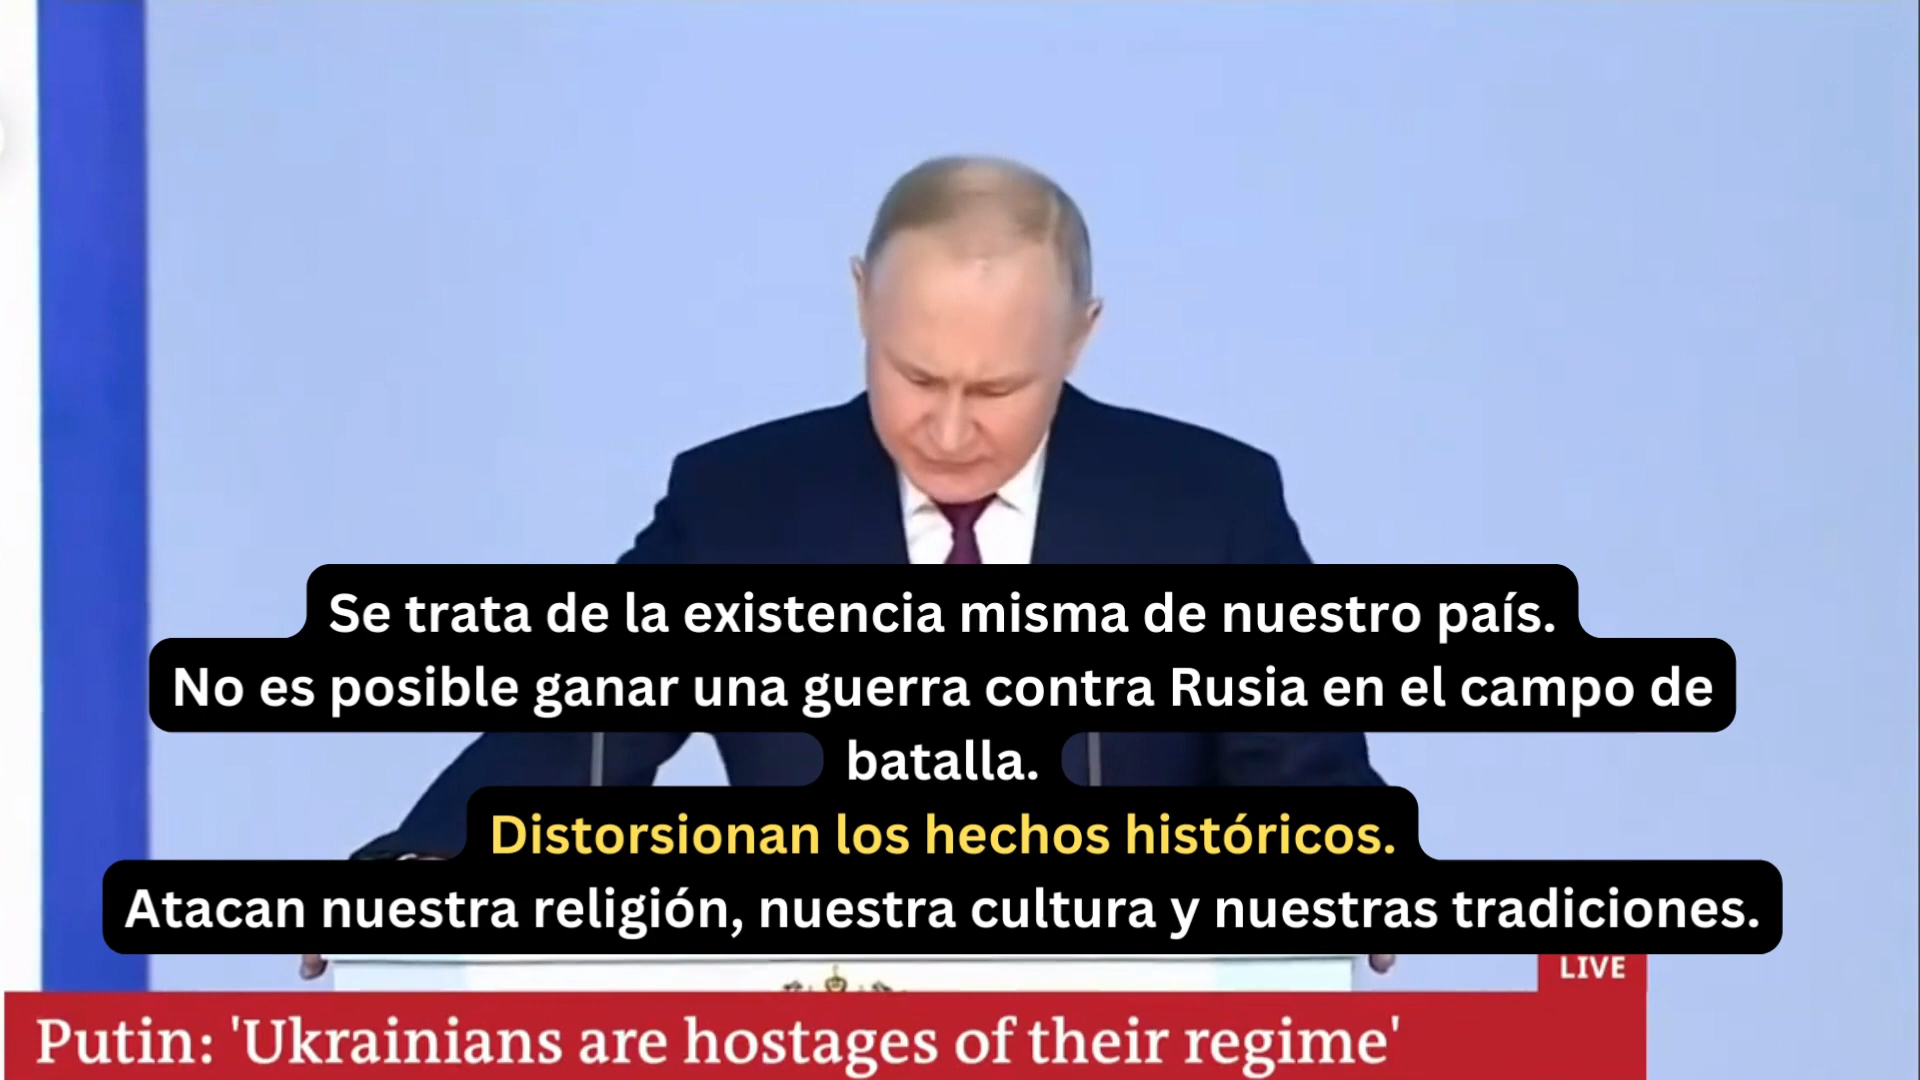 Se trata de la existencia misma de nuestro país.
No es posible ganar una guerra contra Rusia en el campo de
batalla.
Distorsionan los hechos históricos.
Atacan nuestra religión, nuestra cultura y nuestras tradiciones.
LIVE
Putin: 'Ukrainians are hostages of their regime'